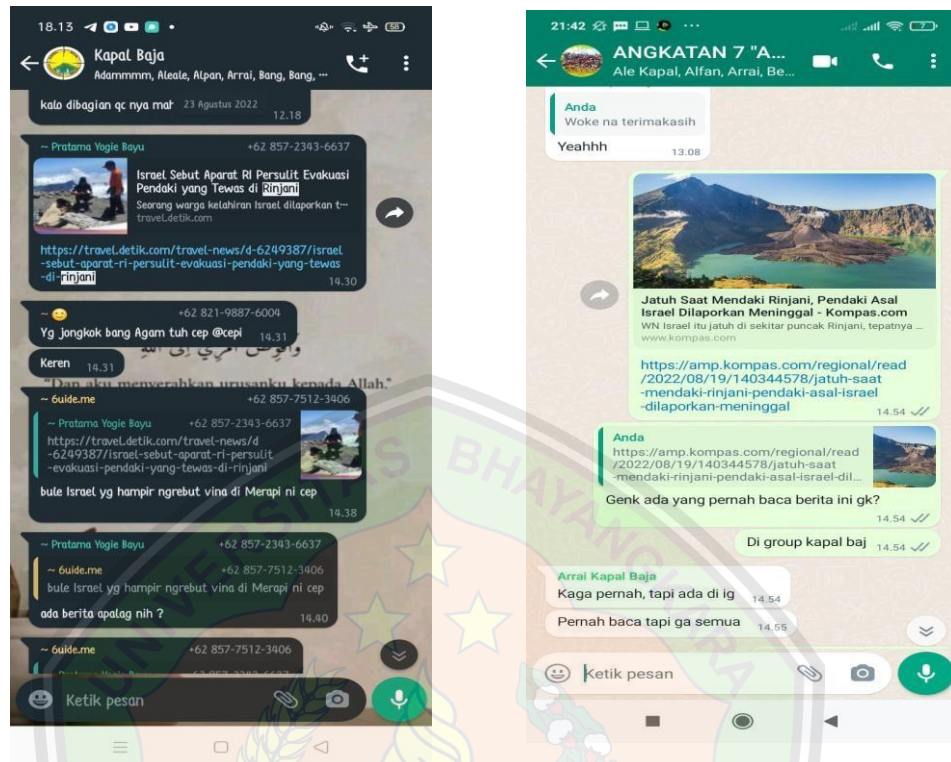 18.13
58
Kapal Baja
Adammmm, Aleale, Alpan, Arrai, Bang, Bang, ···
kalo dibagian qc nya mah
23 Agustus 2022
12.18
~ Pratama Yogie Bayu +62 857-2343-6637
Israel Sebut Aparat RI Persulit Evakuasi
Pendaki yang Tewas di Rinjani
Seorang warga kelahiran Israel dilaporkan t···
travel.detik.com
https://travel.detik.com/travel-news/d-6249387/israel
-sebut-aparat-ri-persulit-evakuasi-pendaki-yang-tewas
-di-rinjani
14.30
~ 😊 +62 821-9887-6004
Yg jongkok bang Agam tuh cep @cepi 14.31
Keren 14.31
"Dan aku menyerahkan urusanku kepada Allah."
~ 6uide.me +62 857-7512-3406
~ Pratama Yogie Bayu +62 857-2343-6637
https://travel.detik.com/travel-news/d
-6249387/israel-sebut-aparat-ri-persulit
-evakuasi-pendaki-yang-tewas-di-rinjani
bule Israel yg hampir ngrebut vina di Merapi ni cep
14.38
~ Pratama Yogie Bayu +62 857-2343-6637
~ 6uide.me +62 857-7512-3406
bule Israel yg hampir ngrebut vina di Merapi ni cep
ada berita apalag nih ?
14.40
~ 6uide.me +62 857-7512-3406
Ketik pesan
21:42
7
ANGKATAN 7 "A...
Ale Kapal, Alfan, Arrai, Be...
Anda
Woke na terimakasih
Yeahhh 13.08
Jatuh Saat Mendaki Rinjani, Pendaki Asal
Israel Dilaporkan Meninggal - Kompas.com
WN Israel itu jatuh di sekitar puncak Rinjani, tepatnya ...
www.kompas.com
https://amp.kompas.com/regional/read
/2022/08/19/140344578/jatuh-saat
-mendaki-rinjani-pendaki-asal-israel
-dilaporkan-meninggal
14.54
Anda
https://amp.kompas.com/regional/read
/2022/08/19/140344578/jatuh-saat
-mendaki-rinjani-pendaki-asal-israel-dil...
Genk ada yang pernah baca berita ini gk?
14.54
Di group kapal baj 14.54
Arrai Kapal Baja
Kaga pernah, tapi ada di ig 14.54
Pernah baca tapi ga semua 14.55
Ketik pesan
UNIVERSITAS BHAYANGKARA